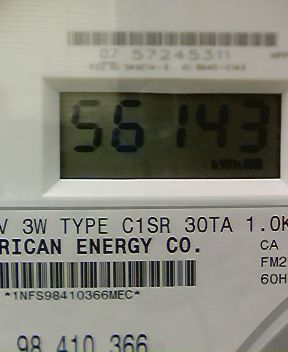 07 57245311
56143
kWh
V 3W TYPE C1SR 30TA 1.0K
RICAN ENERGY CO.
CA
FM2
60H
*1NFS98410366MEC*
98 410 366